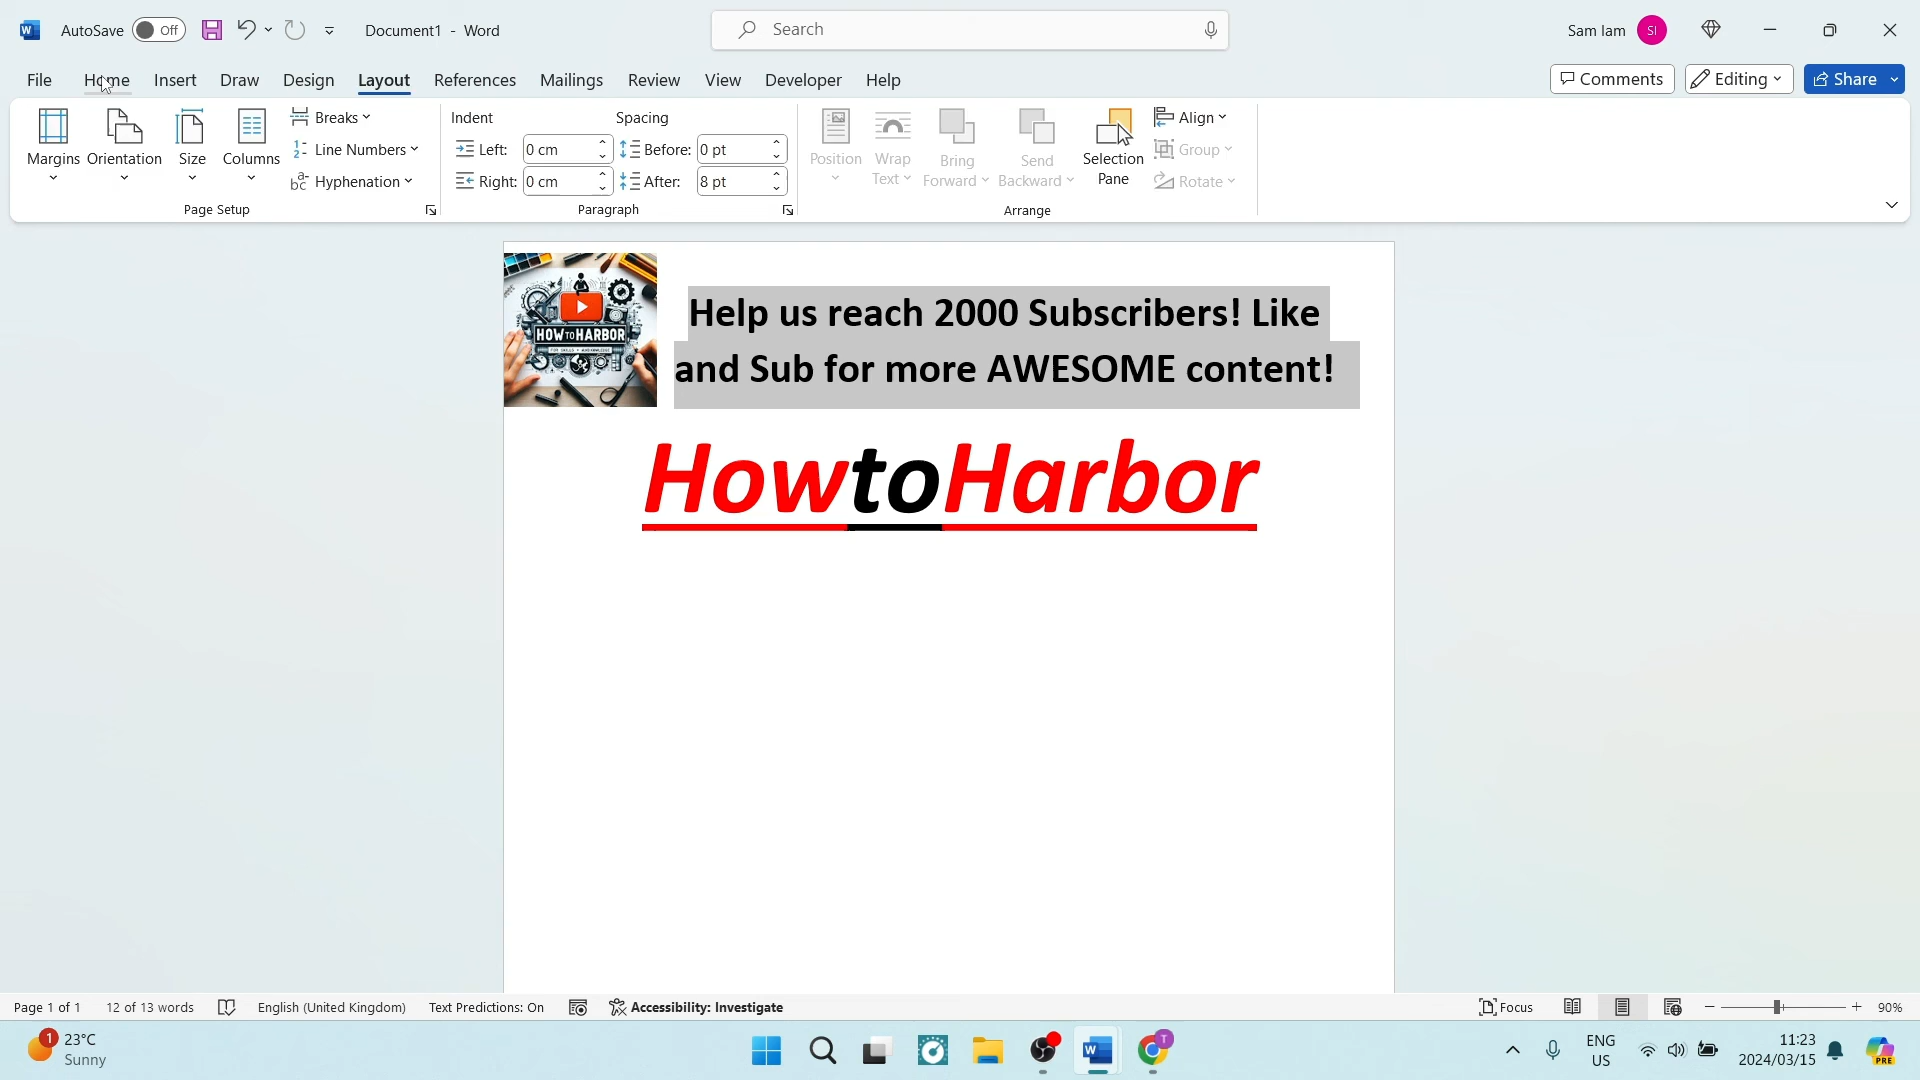 AutoSave Off Document1 - Word Search Sam Iam SI
File Home Insert Draw Design Layout References Mailings Review View Developer Help Comments Editing Share
Margins Orientation Size Columns Breaks Line Numbers Hyphenation
Page Setup
Indent Spacing
Left: 0 cm Before: 0 pt
Right: 0 cm After: 8 pt
Paragraph
Position Wrap Text Bring Forward Send Backward Selection Pane Align Group Rotate
Arrange
HOW TO HARBOR
Help us reach 2000 Subscribers! Like
and Sub for more AWESOME content!
HowtoHarbor
Page 1 of 1 12 of 13 words English (United Kingdom) Text Predictions: On Accessibility: Investigate Focus 90%
1 23°C
Sunny
ENG
US
11:23
2024/03/15
T
PRE